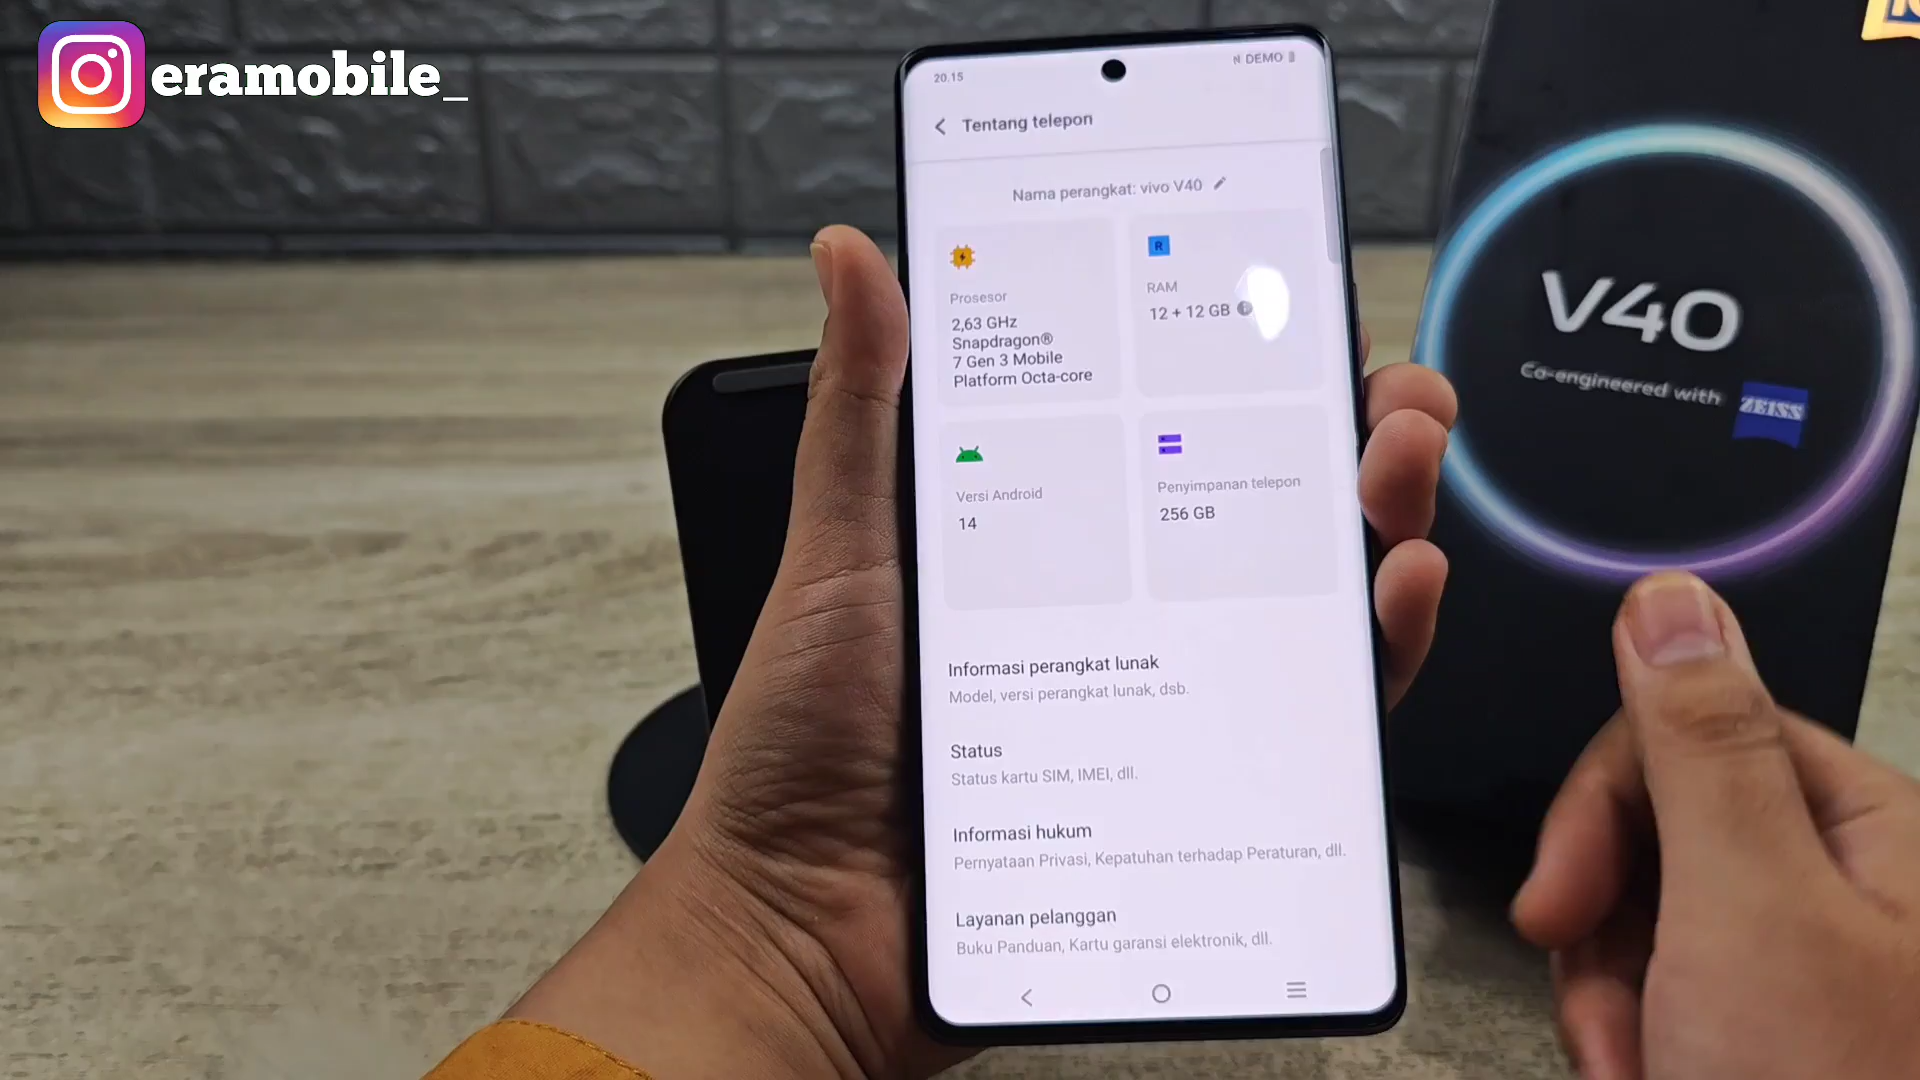 eramobile_
20.15
DEMO
Tentang telepon
Nama perangkat: vivo V40
Prosesor
2,63 GHz
Snapdragon®
7 Gen 3 Mobile
Platform Octa-core
R
RAM
12 + 12 GB
Versi Android
14
Penyimpanan telepon
256 GB
Informasi perangkat lunak
Model, versi perangkat lunak, dsb.
Status
Status kartu SIM, IMEI, dll.
Informasi hukum
Pernyataan Privasi, Kepatuhan terhadap Peraturan, dll.
Layanan pelanggan
Buku Panduan, Kartu garansi elektronik, dll.
V40
Co-engineered with
ZEISS